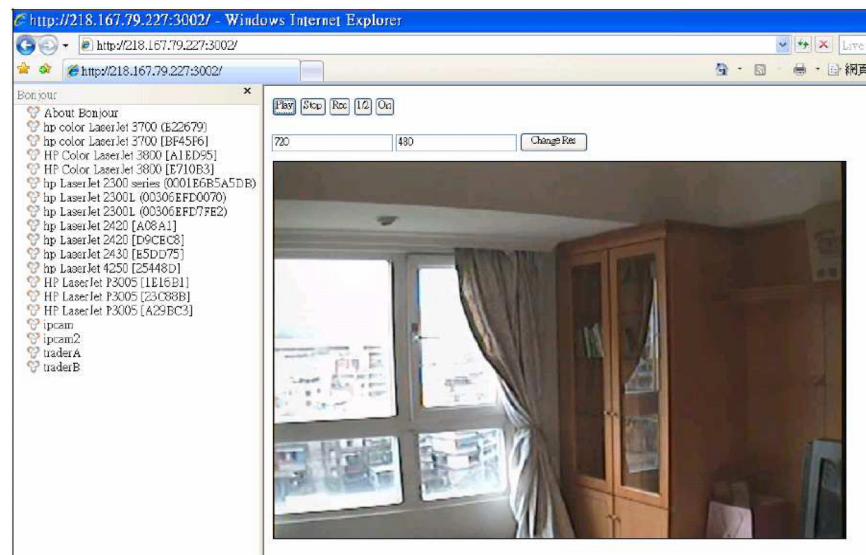 http://218.167.79.227:3002/ - Windows Internet Explorer
http://218.167.79.227:3002/
Live
http://218.167.79.227:3002/
網頁
Bonjour
About Bonjour
hp color LaserJet 3700 (E22679)
hp color LaserJet 3700 [BF45F6]
HP Color LaserJet 3800 [A1ED95]
HP Color LaserJet 3800 [E710B3]
hp LaserJet 2300 series (0001E6B5A5DB)
hp LaserJet 2300L (00306EFD0070)
hp LaserJet 2300L (00306EFD7FE2)
hp LaserJet 2420 [A08A1]
hp LaserJet 2420 [D9CEC8]
hp LaserJet 2430 [E5DD75]
hp LaserJet 4250 [25448D]
HP LaserJet P3005 [1E16B1]
HP LaserJet P3005 [23C88B]
HP LaserJet P3005 [A29BC3]
ipcam
ipcam2
traderA
traderB
Play Stop Rec 1/2 On
720 480 Change Res